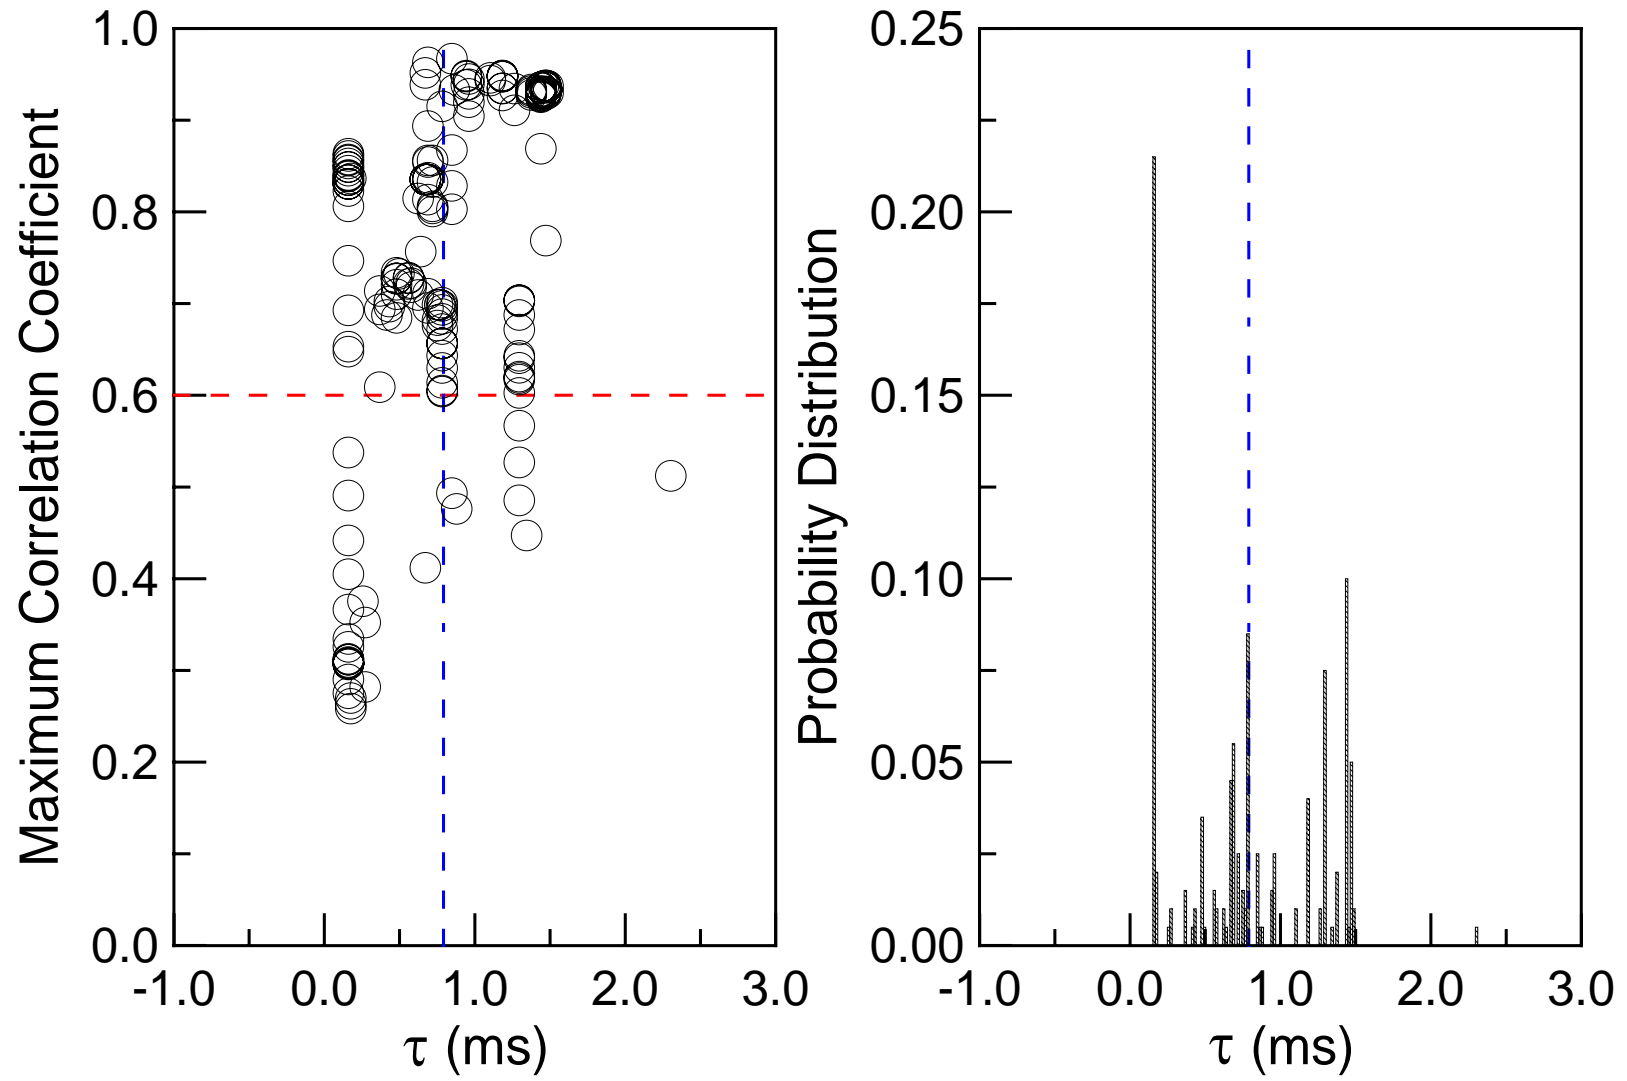 Maximum Correlation Coefficient
1.0
0.8
0.6
0.4
0.2
0.0
-1.0 0.0 1.0 2.0 3.0
τ (ms)
Probability Distribution
0.25
0.20
0.15
0.10
0.05
0.00
-1.0 0.0 1.0 2.0 3.0
τ (ms)